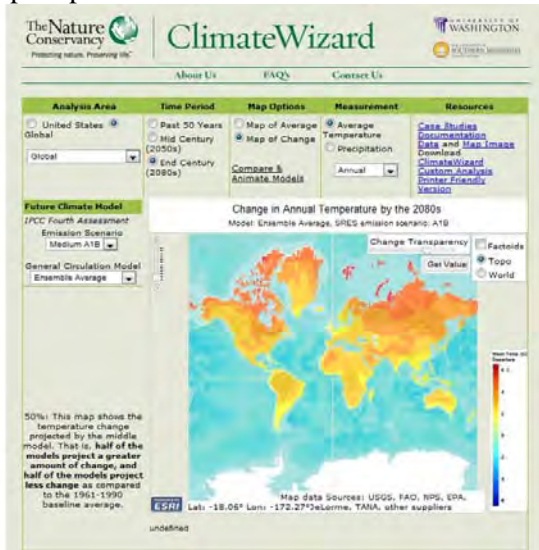 The Nature
Conservancy
Protecting nature. Preserving life.
ClimateWizard
UNIVERSITY OF
WASHINGTON
About Us FAQ's Contact Us
Analysis Area Time Period Map Options Measurement Resources
United States
Global
Global
Past 50 Years
Mid Century
(2050s)
End Century
(2080s)
Map of Average
Map of Change
Compare &
Animate Models
Average
Temperature
Precipitation
Annual
Case Studies
Documentation
Data and Map Image
Download
ClimateWizard
Custom Analysis
Printer Friendly
Version
Future Climate Model
IPCC Fourth Assessment
Emission Scenario
Medium A1B
General Circulation Model
Ensemble Average
Change in Annual Temperature by the 2080s
Model: Ensemble Average, SRES emission scenario: A1B
Change Transparency
Get Value
Factoids
Topo
World
50%: This map shows the
temperature change
projected by the middle
model. That is, half of the
models project a greater
amount of change, and
half of the models project
less change as compared
to the 1961-1990
baseline average.
ESRI
Map data Sources: USGS, FAO, NPS, EPA,
Lat: -18.06° Lon: -172.27°DeLorme, TANA, other suppliers
undefined